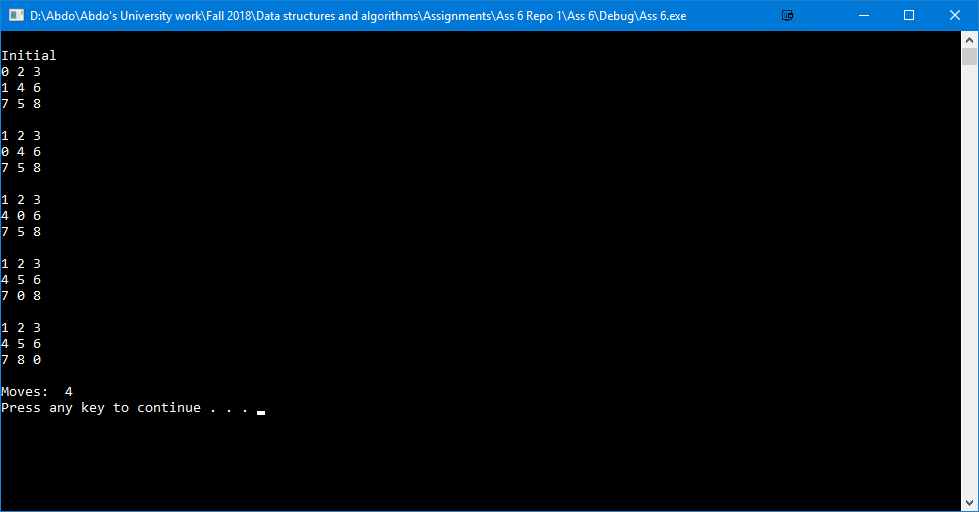 D:\Abdo\Abdo's University work\Fall 2018\Data structures and algorithms\Assignments\Ass 6 Repo 1\Ass 6\Debug\Ass 6.exe
Initial
0 2 3
1 4 6
7 5 8
1 2 3
0 4 6
7 5 8
1 2 3
4 0 6
7 5 8
1 2 3
4 5 6
7 0 8
1 2 3
4 5 6
7 8 0
Moves:  4
Press any key to continue . . .